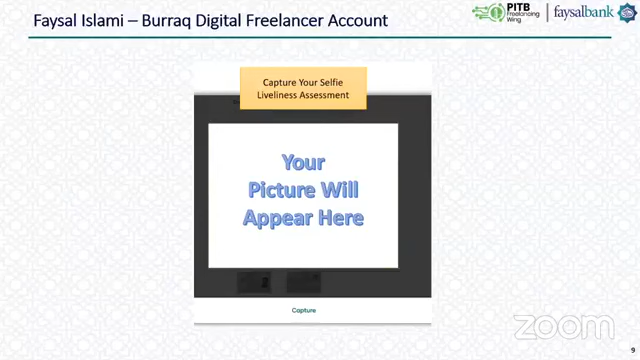 Faysal Islami – Burraq Digital Freelancer Account
PITB
Freelancing
Wing
faysalbank
Capture Your Selfie
Liveliness Assessment
Your
Picture Will
Appear Here
Capture
zoom
9